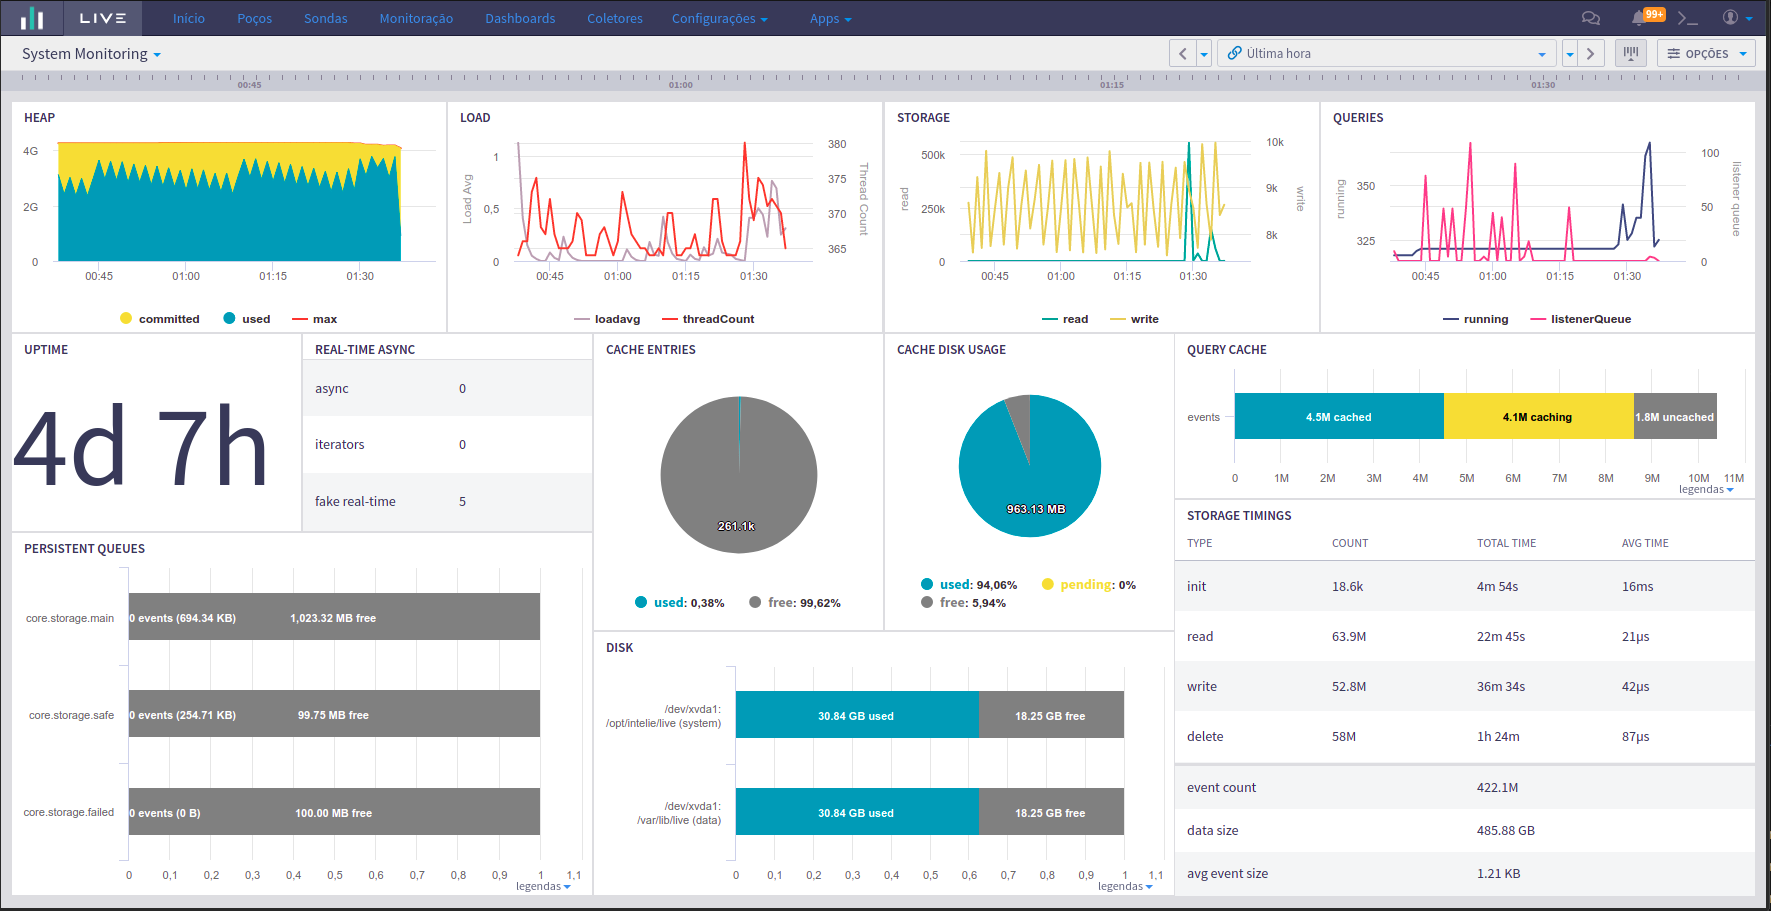 LIVE Início Poços Sondas Monitoração Dashboards Coletores Configurações Apps 99+
System Monitoring Última hora OPÇÕES
00:45 01:00 01:15 01:30
HEAP
4G
2G
0
00:45 01:00 01:15 01:30
committed used max
LOAD
1
0,5
0
Load Avg
380
375
370
365
Thread Count
00:45 01:00 01:15 01:30
loadavg threadCount
STORAGE
500k
250k
0
read
10k
9k
8k
write
00:45 01:00 01:15 01:30
read write
QUERIES
350
325
running
100
50
0
listener queue
00:45 01:00 01:15 01:30
running listenerQueue
UPTIME
4d 7h
REAL-TIME ASYNC
async 0
iterators 0
fake real-time 5
CACHE ENTRIES
261.1k
used: 0,38% free: 99,62%
CACHE DISK USAGE
963.13 MB
used: 94,06% pending: 0%
free: 5,94%
QUERY CACHE
events 4.5M cached 4.1M caching 1.8M uncached
0 1M 2M 3M 4M 5M 6M 7M 8M 9M 10M 11M
legendas
STORAGE TIMINGS
TYPE COUNT TOTAL TIME AVG TIME
init 18.6k 4m 54s 16ms
read 63.9M 22m 45s 21µs
write 52.8M 36m 34s 42µs
delete 58M 1h 24m 87µs
event count 422.1M
data size 485.88 GB
avg event size 1.21 KB
PERSISTENT QUEUES
core.storage.main 0 events (694.34 KB) 1,023.32 MB free
core.storage.safe 0 events (254.71 KB) 99.75 MB free
core.storage.failed 0 events (0 B) 100.00 MB free
0 0,1 0,2 0,3 0,4 0,5 0,6 0,7 0,8 0,9 1 1,1
legendas
DISK
/dev/xvda1:
/opt/intelie/live (system)
30.84 GB used 18.25 GB free
/dev/xvda1:
/var/lib/live (data)
30.84 GB used 18.25 GB free
0 0,1 0,2 0,3 0,4 0,5 0,6 0,7 0,8 0,9 1 1,1
legendas